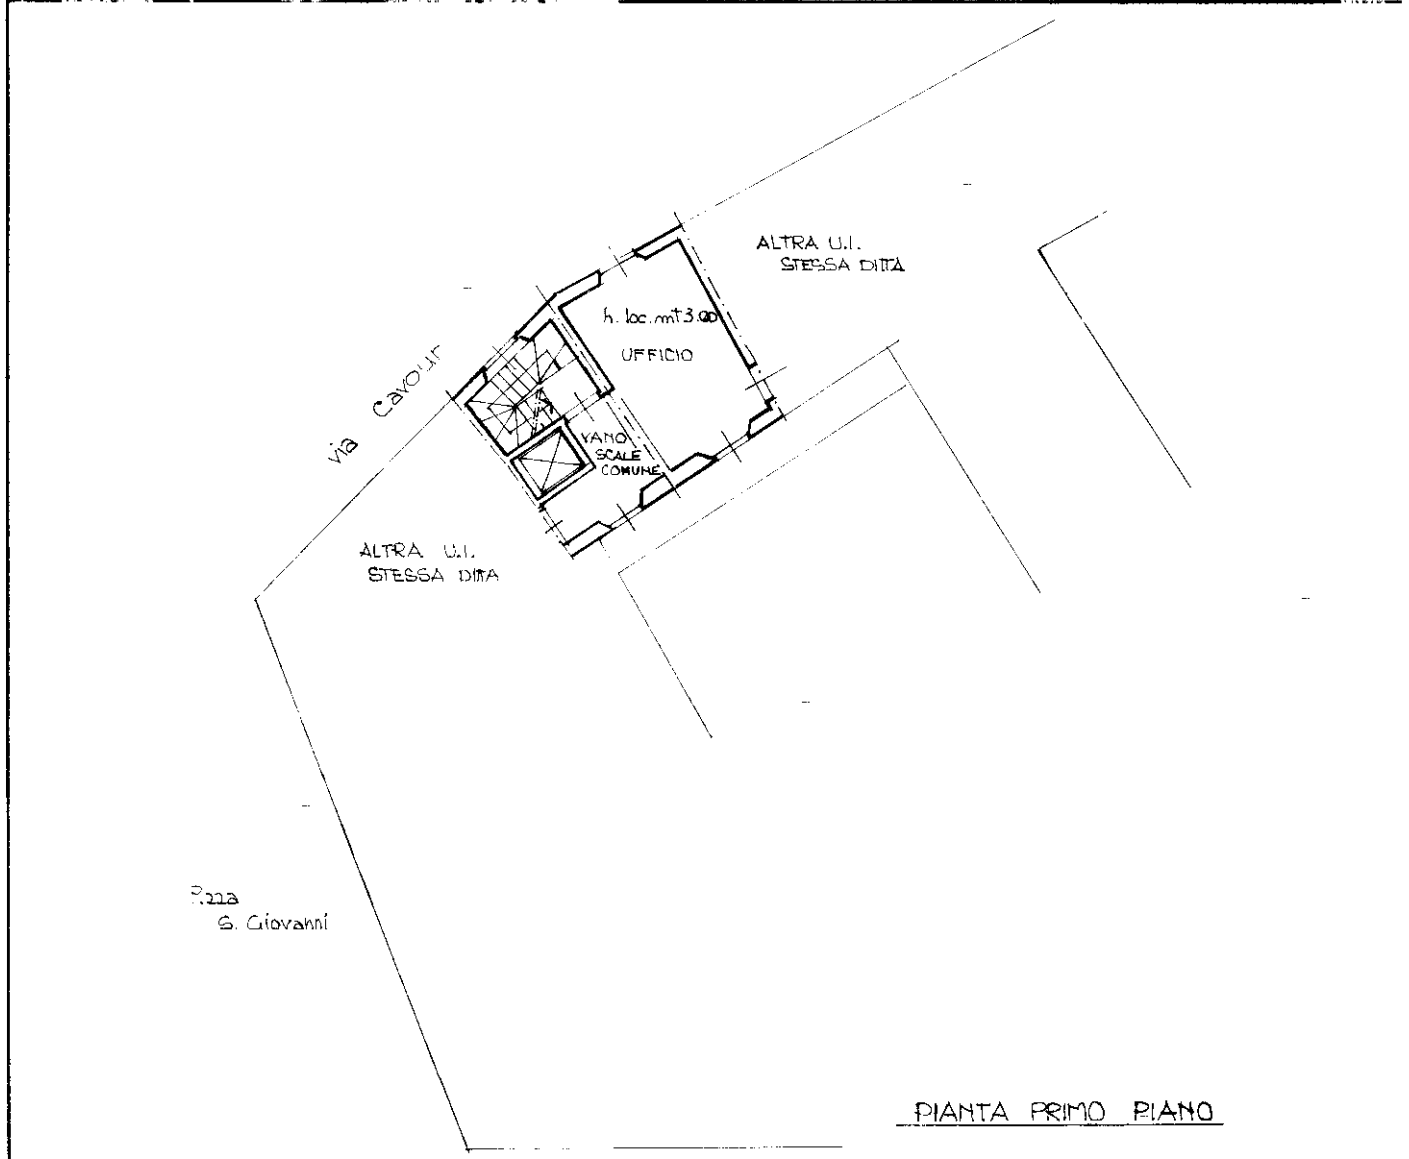 ALTRA U.I.
STESSA DITTA
h. loc. mt 3.00
UFFICIO
via Cavour
VANO
SCALE
COMUNE
ALTRA U.I.
STESSA DITTA
P.zza
S. Giovanni
PIANTA PRIMO PIANO